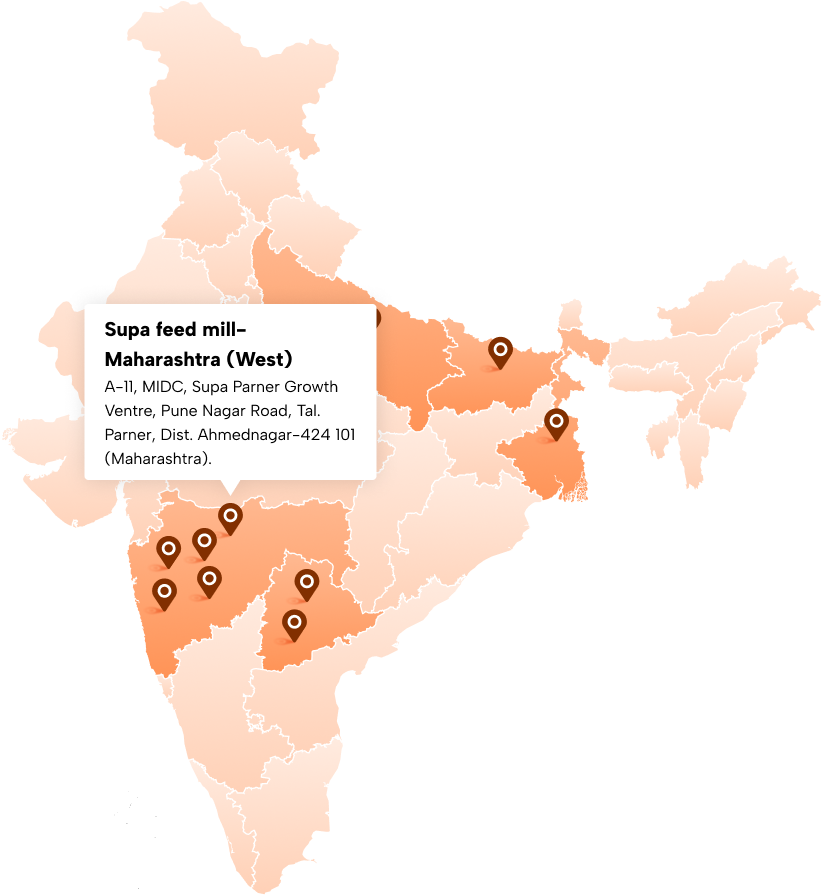 Supa feed mill-
Maharashtra (West)
A-11, MIDC, Supa Parner Growth
Ventre, Pune Nagar Road, Tal.
Parner, Dist. Ahmednagar-424 101
(Maharashtra).